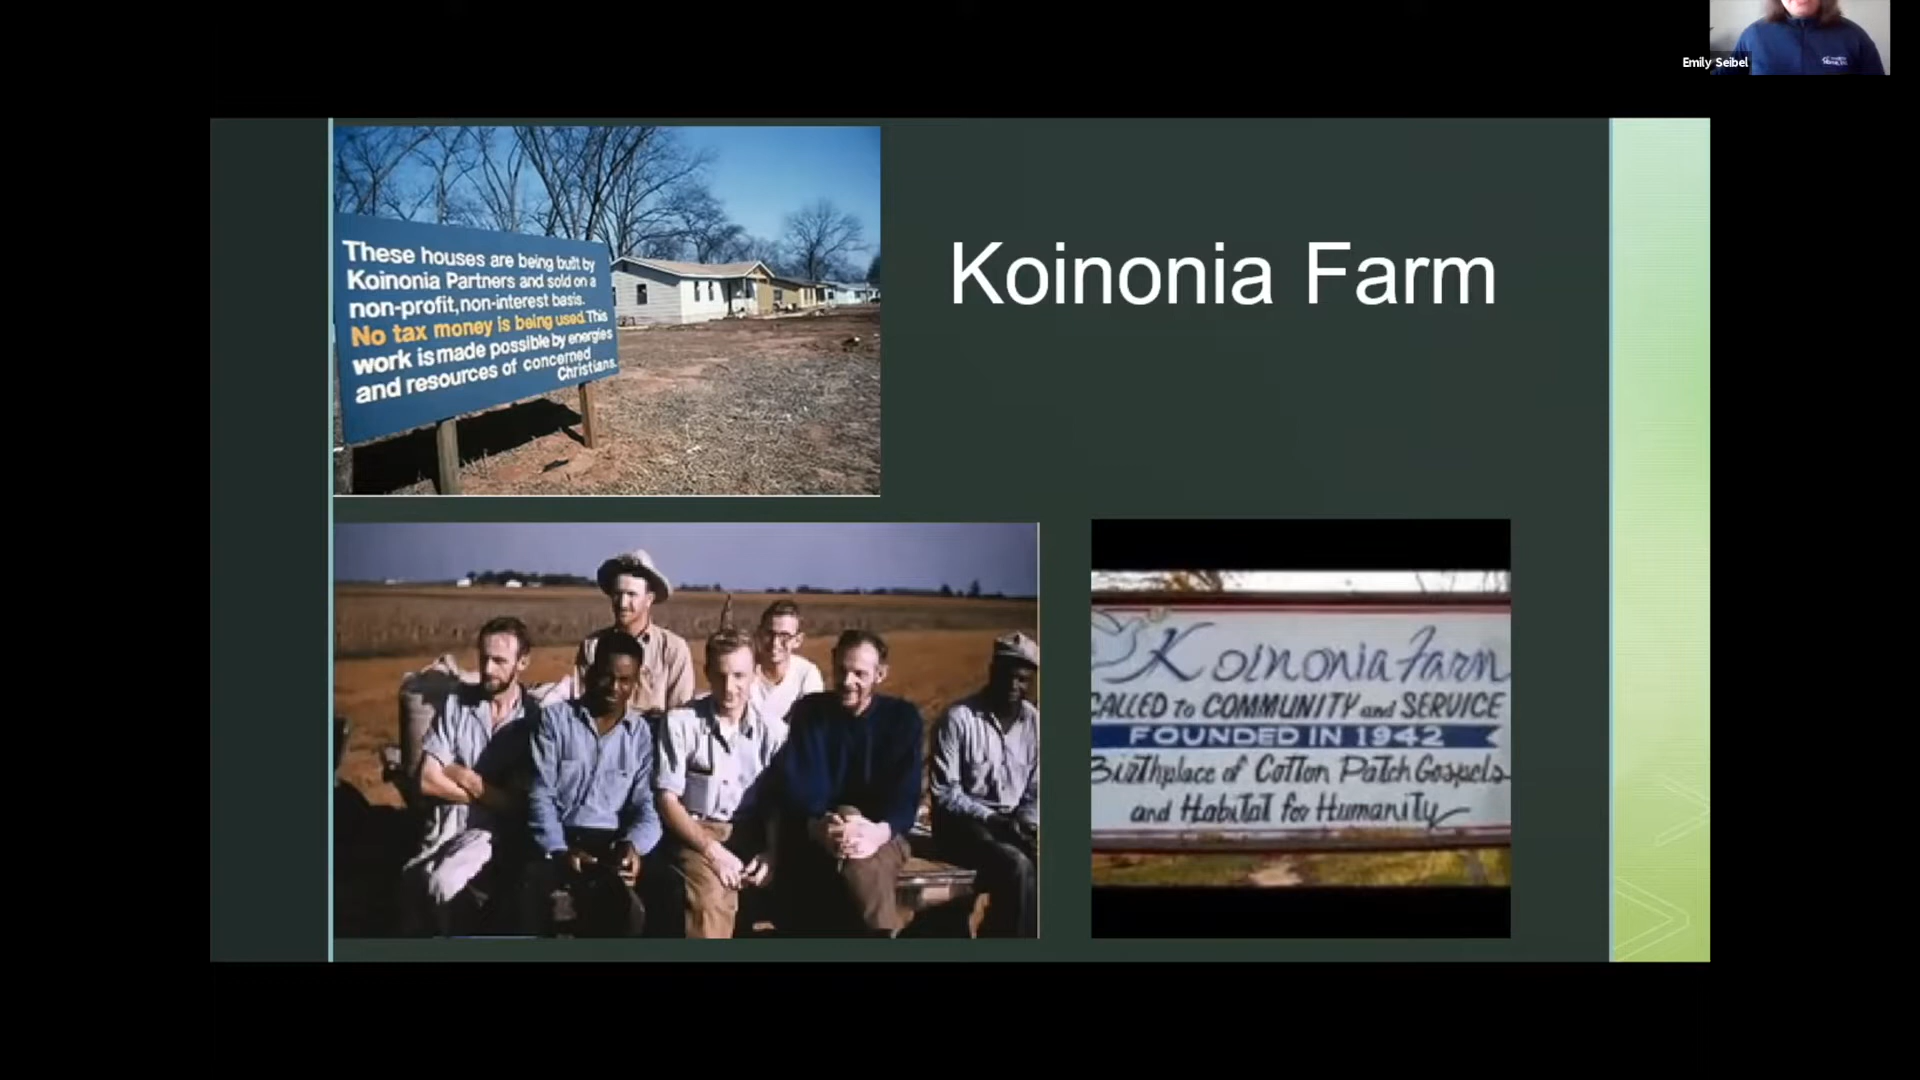 Emily Seibel
These houses are being built by
Koinonia Partners and sold on a
non-profit, non-interest basis.
No tax money is being used. This
work is made possible by energies
and resources of concerned
Christians.
Koinonia Farm
Koinonia Farm
CALLED To COMMUNITY and SERVICE
FOUNDED IN 1942
Birthplace of Cotton Patch Gospels
and Habitat for Humanity